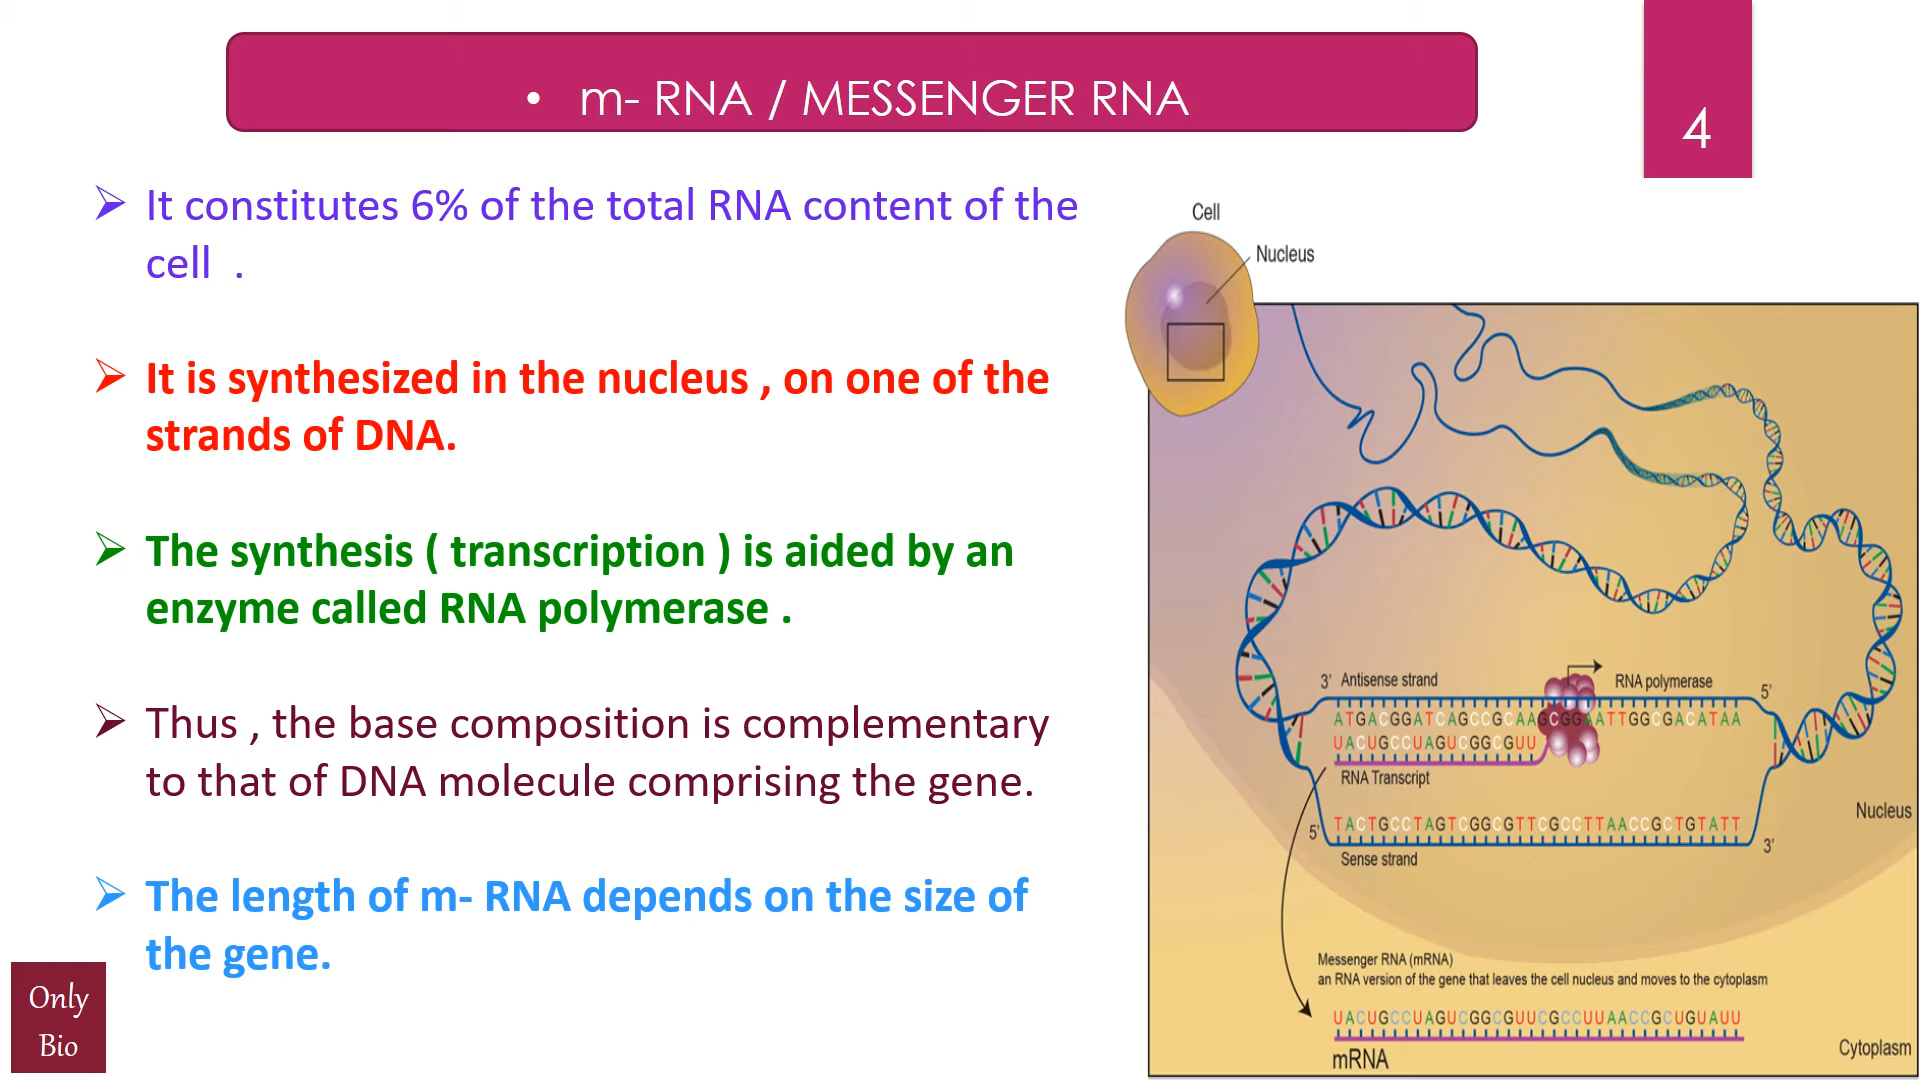 • m- RNA / MESSENGER RNA
4
➢ It constitutes 6% of the total RNA content of the
cell .
➢ It is synthesized in the nucleus , on one of the
strands of DNA.
➢ The synthesis ( transcription ) is aided by an
enzyme called RNA polymerase .
➢ Thus , the base composition is complementary
to that of DNA molecule comprising the gene.
➢ The length of m- RNA depends on the size of
the gene.
Only
Bio
Cell
Nucleus
3’ Antisense strand
RNA polymerase
5’
ATGACGGATCAGCCGCAAGCGGAATTGGCGACATAA
UACUGCCUAGUCGGCGUU
RNA Transcript
Nucleus
5’
TACTGCCTAGTCGGCGTTCGCCTTAACCGCTGTATT
3’
Sense strand
Messenger RNA (mRNA)
an RNA version of the gene that leaves the cell nucleus and moves to the cytoplasm
UACUGCCUAGUCGGCGUUCGCCUUAACCGCUGUAUU
mRNA
Cytoplasm